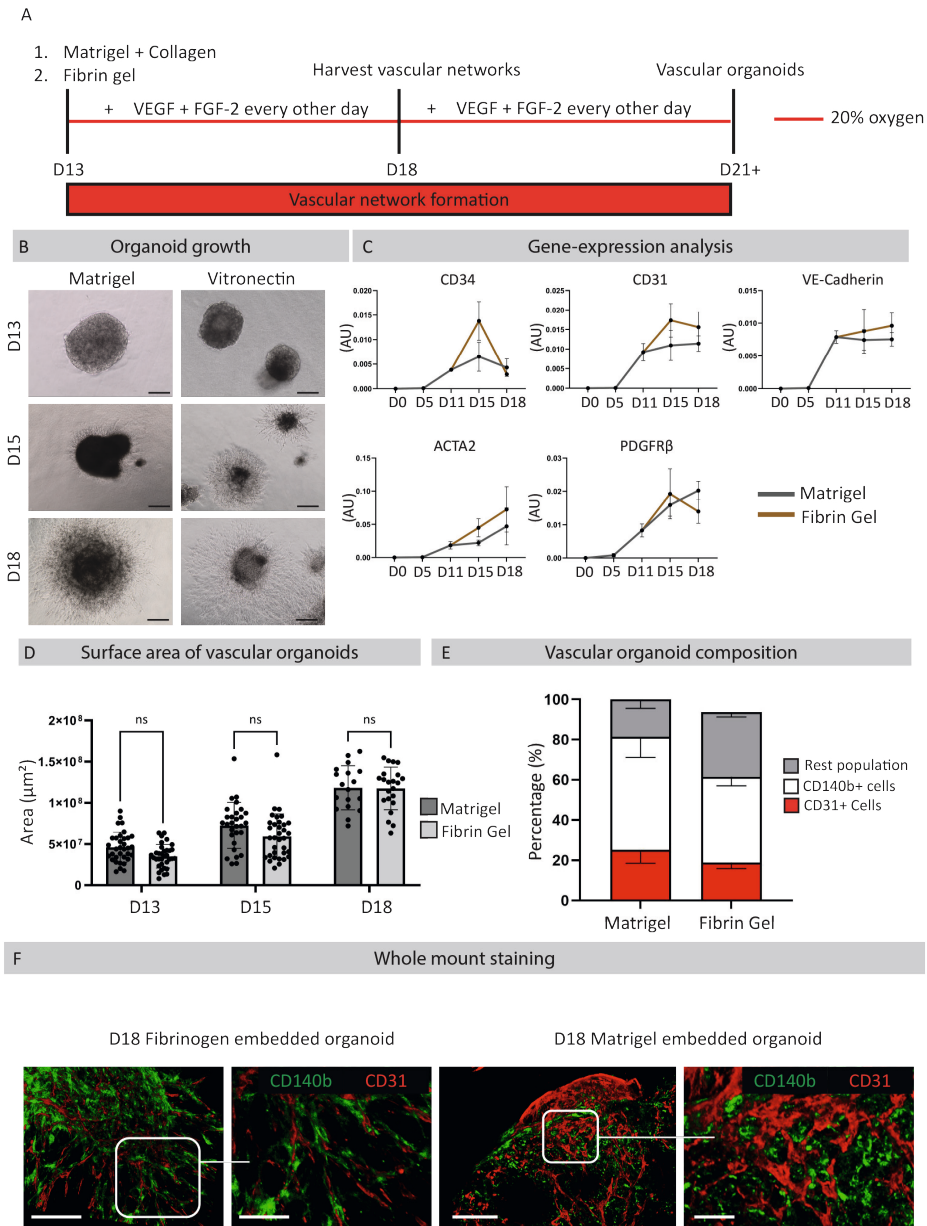 A
1. Matrigel + Collagen
2. Fibrin gel
Harvest vascular networks
Vascular organoids
+ VEGF + FGF-2 every other day
+ VEGF + FGF-2 every other day
20% oxygen
D13
D18
D21+
Vascular network formation
B Organoid growth
Matrigel
Vitronectin
D13
D15
D18
C Gene-expression analysis
CD34
(AU)
0.020
0.015
0.010
0.005
0.000
D0 D5 D11 D15 D18
CD31
(AU)
0.025
0.020
0.015
0.010
0.005
0.000
D0 D5 D11 D15 D18
VE-Cadherin
(AU)
0.015
0.010
0.005
0.000
D0 D5 D11 D15 D18
ACTA2
(AU)
0.15
0.10
0.05
0.00
D0 D5 D11 D15 D18
PDGFRβ
(AU)
0.03
0.02
0.01
0.00
D0 D5 D11 D15 D18
Matrigel
Fibrin Gel
D Surface area of vascular organoids
Area (µm²)
2×10⁸
1.5×10⁸
1×10⁸
5×10⁷
0
ns
ns
ns
D13
D15
D18
Matrigel
Fibrin Gel
E Vascular organoid composition
Percentage (%)
100
80
60
40
20
0
Matrigel
Fibrin Gel
Rest population
CD140b+ cells
CD31+ Cells
F Whole mount staining
D18 Fibrinogen embedded organoid
D18 Matrigel embedded organoid
CD140b CD31
CD140b CD31